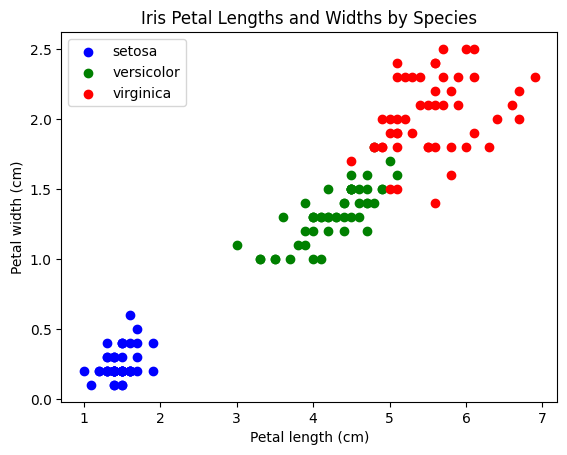 Iris Petal Lengths and Widths by Species
setosa
versicolor
virginica
2.5
2.0
1.5
1.0
0.5
0.0
Petal width (cm)
1 2 3 4 5 6 7
Petal length (cm)